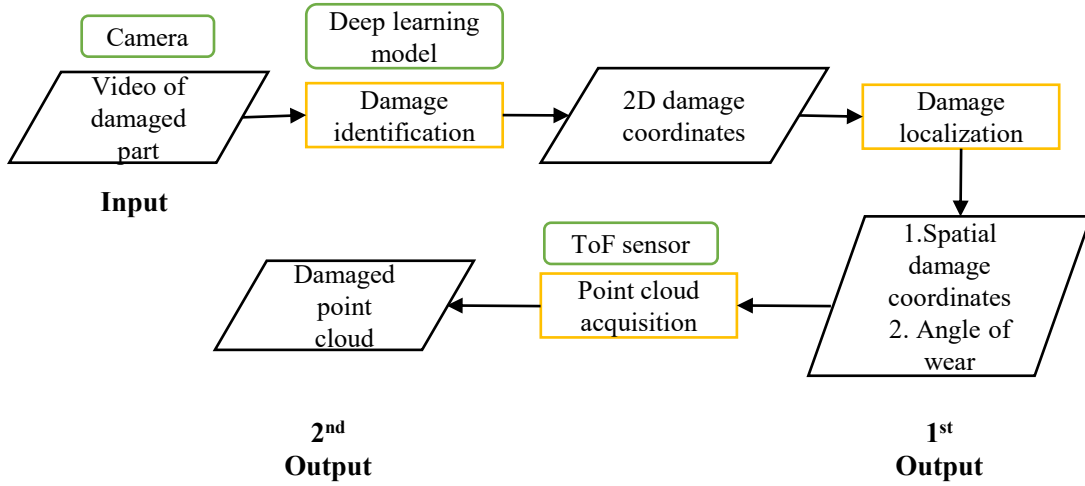 Camera
Video of
damaged
part
Input
Deep learning
model
Damage
identification
2D damage
coordinates
Damage
localization
1.Spatial
damage
coordinates
2. Angle of
wear
1st
Output
ToF sensor
Point cloud
acquisition
Damaged
point
cloud
2nd
Output